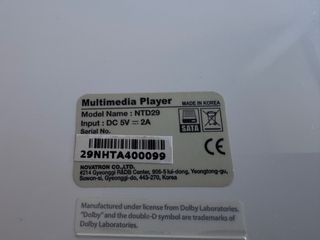 Multimedia Player
MADE IN KOREA
Model Name : NTD29
Input : DC 5V ⎓ 2A
Serial No.
SATA
29NHTA400099
CE
NOVATRON CO.,LTD.
#214 Gyeonggi R&DB Center, 906-5 Iui-dong, Yeongtong-gu,
Suwon-si, Gyeonggi-do, 443-270, Korea
Manufactured under license from Dolby Laboratories.
"Dolby" and the double-D symbol are trademarks of
Dolby Laboratories.